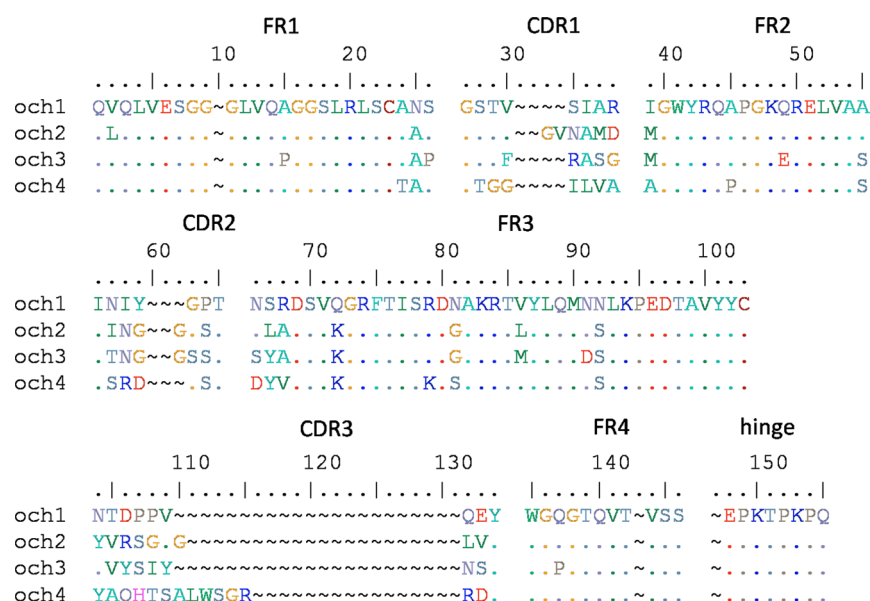 FR1 CDR1 FR2
10 20 30 40 50
....|....|....|....|....|. ...|....|... .|....|....|....|
och1 QVQLVESGG~GLVQAGGSLRLSCANS GSTV~~~~SIAR IGWYRQAPGKQRELVAA
och2 .L.......~..............A. ....~~GVNAMD M................
och3 .........~....P.........AP ...F~~~~RASG M.........E.....S
och4 .........~.............TA. .TGG~~~~ILVA A.....P.........S
CDR2 FR3
60 70 80 90 100
....|....| ....|....|....|....|....|....|....|...
och1 INIY~~~GPT NSRDSVQGRFTISRDNAKRTVYLQMNNLKPEDTAVYYC
och2 .ING~~G.S. .LA...K........G....L.....S...........
och3 .TNG~~GSS. SYA...K........G....M....DS...........
och4 .SRD~~~.S. DYV...K......K.S..........S...........
CDR3 FR4 hinge
110 120 130 140 150
.|....|....|....|....|....|.... |....|....|. ...|....|
och1 NTDPPV~~~~~~~~~~~~~~~~~~~~~~QEY WGQGTQVT~VSS ~EPKTPKPQ
och2 YVRSG.G~~~~~~~~~~~~~~~~~~~~~LV. ........~... ~........
och3 .VYSIY~~~~~~~~~~~~~~~~~~~~~~NS. ..P.....~... ~........
och4 YAQHTSALWSGR~~~~~~~~~~~~~~~~RD. ........~... ~........